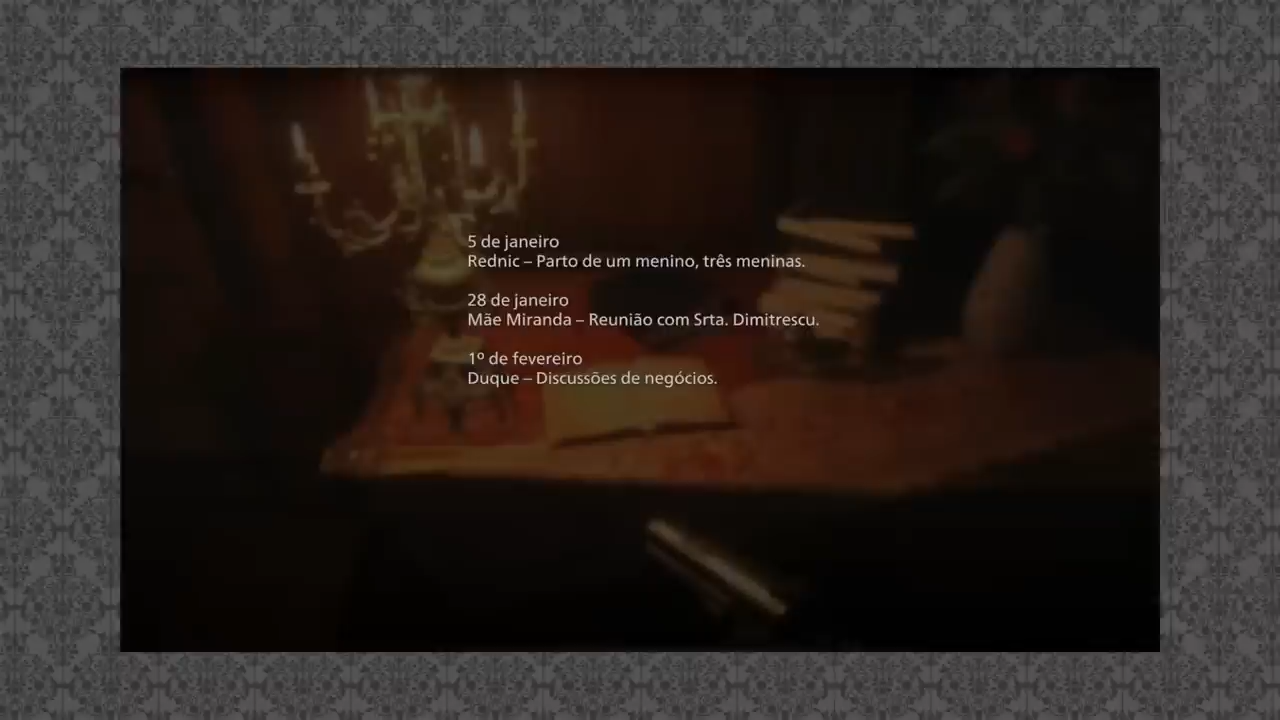 5 de janeiro
Rednic – Parto de um menino, três meninas.
28 de janeiro
Mãe Miranda – Reunião com Srta. Dimitrescu.
1º de fevereiro
Duque – Discussões de negócios.